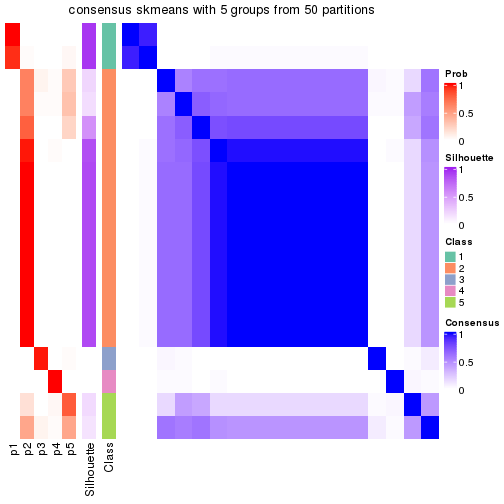 consensus skmeans with 5 groups from 50 partitions
Prob
1
0.5
0
Silhouette
1
0.5
0
Class
1
2
3
4
5
Consensus
1
0.5
0
p1
p2
p3
p4
p5
Silhouette
Class